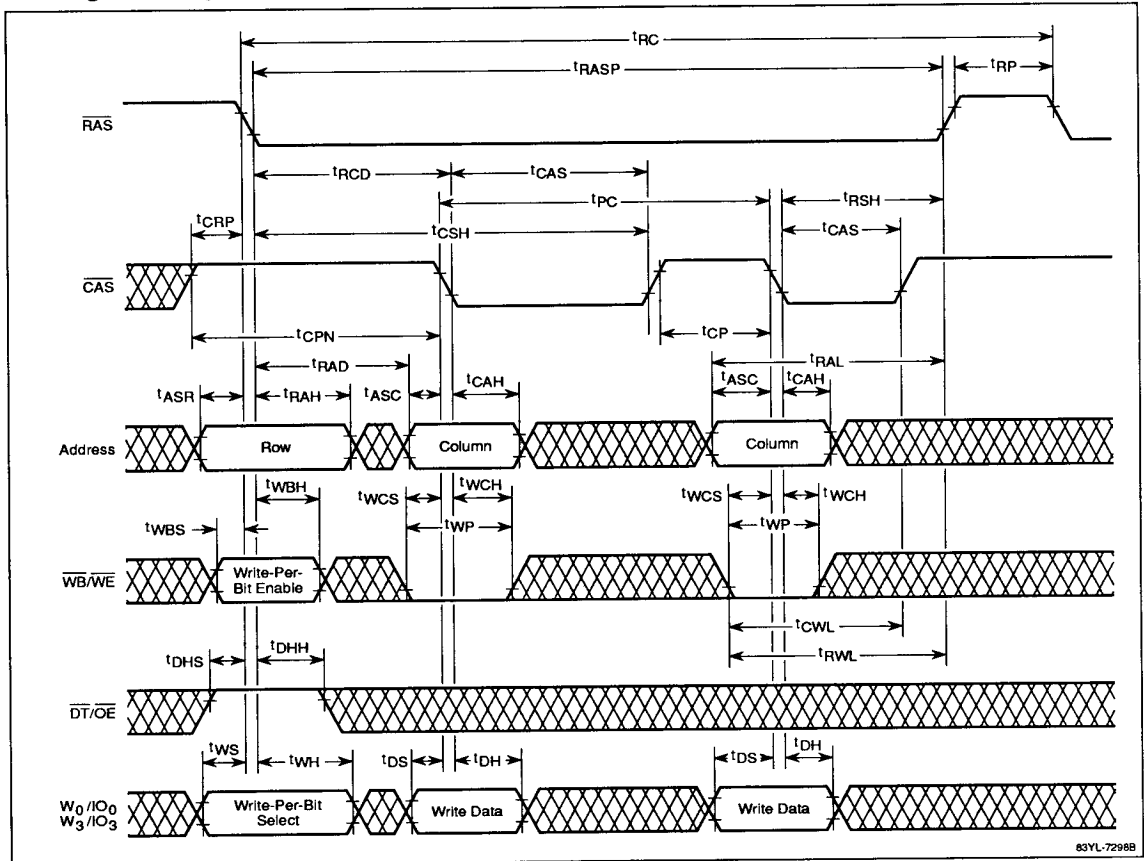 tRC
tRASP
tRP
RAS
tRCD
tCAS
tPC
tRSH
tCRP
tCSH
tCAS
CAS
tCPN
tCP
tRAD
tRAL
tASR
tRAH
tASC
tCAH
tASC
tCAH
Address
Row
Column
Column
tWBH
tWCS
tWCH
tWCS
tWCH
tWBS
tWP
tWP
WB/WE
Write-Per-
Bit Enable
tCWL
tRWL
tDHS
tDHH
DT/OE
tWS
tWH
tDS
tDH
tDS
tDH
W0/IO0
W3/IO3
Write-Per-Bit
Select
Write Data
Write Data
83YL-7298B